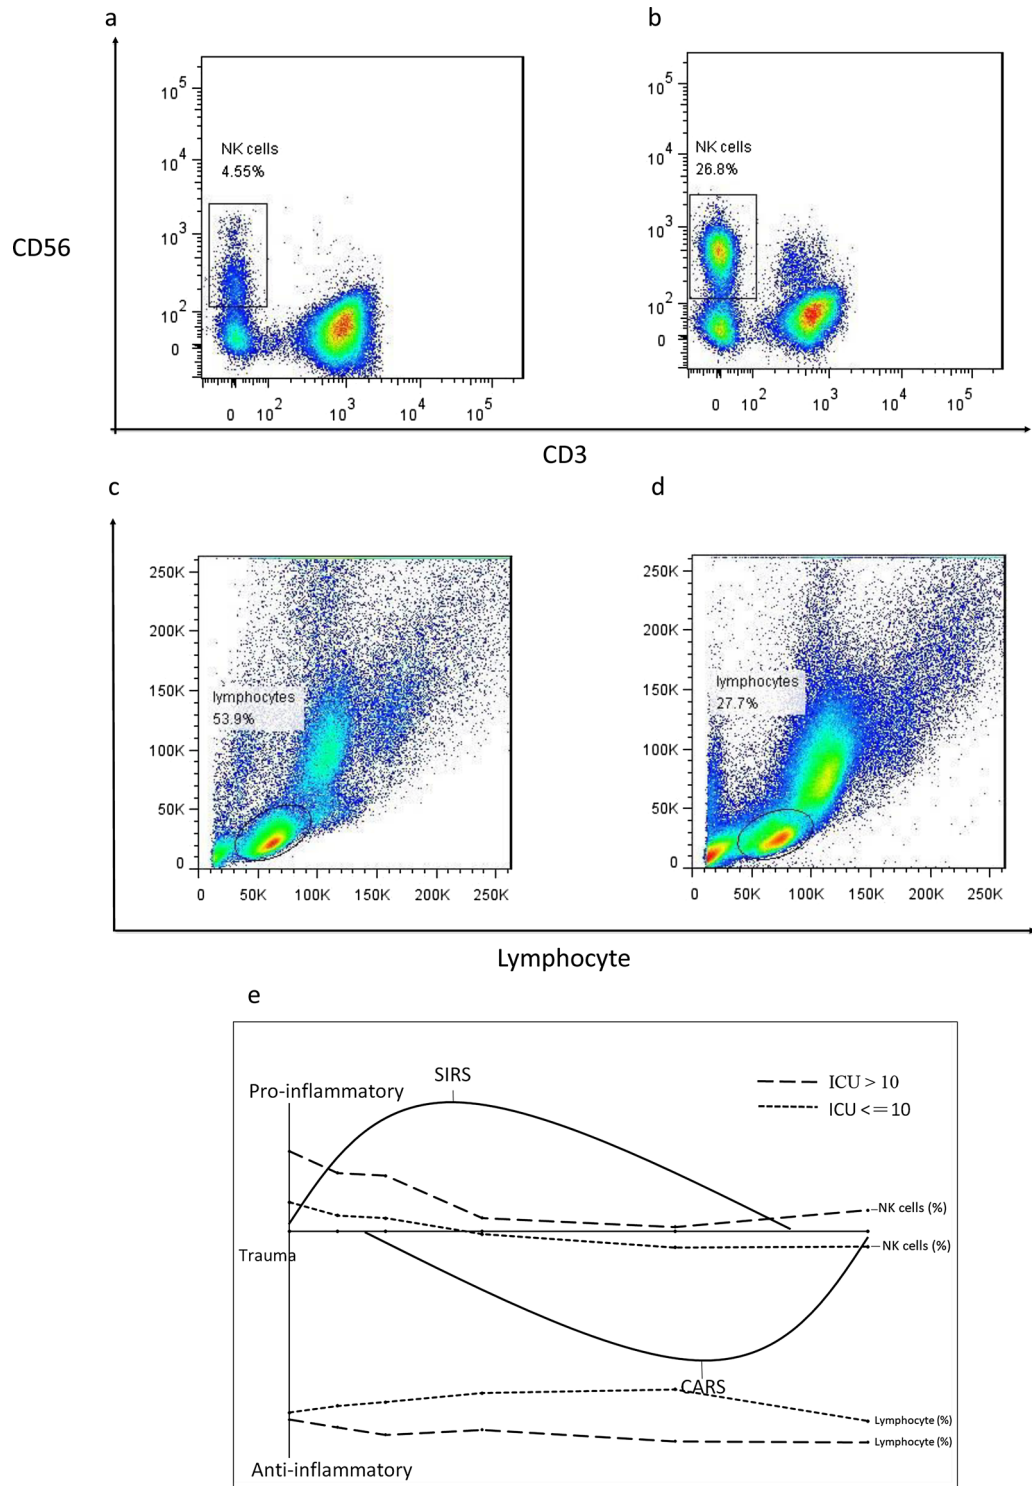 a
b
10^5
10^4
10^3
10^2
0
NK cells
4.55%
0 10^2 10^3 10^4 10^5
10^5
10^4
10^3
10^2
0
NK cells
26.8%
0 10^2 10^3 10^4 10^5
CD56
CD3
c
d
250K
200K
150K
100K
50K
0
lymphocytes
53.9%
0 50K 100K 150K 200K 250K
250K
200K
150K
100K
50K
0
lymphocytes
27.7%
0 50K 100K 150K 200K 250K
Lymphocyte
e
SIRS
Pro-inflammatory
ICU > 10
ICU <= 10
NK cells (%)
Trauma
NK cells (%)
CARS
Lymphocyte (%)
Lymphocyte (%)
Anti-inflammatory